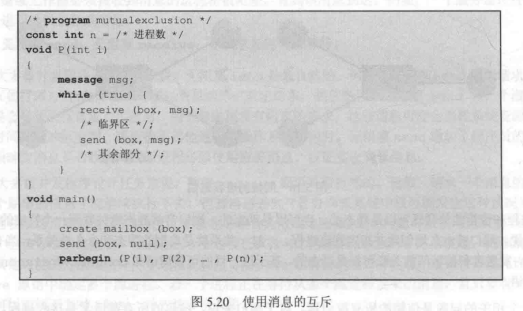 /* program mutualexclusion */
const int n = /* 进程数 */
void P(int i)
{
message msg;
while (true) {
receive (box, msg);
/* 临界区 */;
send (box, msg);
/* 其余部分 */;
}
}
void main()
{
create mailbox (box);
send (box, null);
parbegin (P(1), P(2), … , P(n));
}
图 5.20 使用消息的互斥